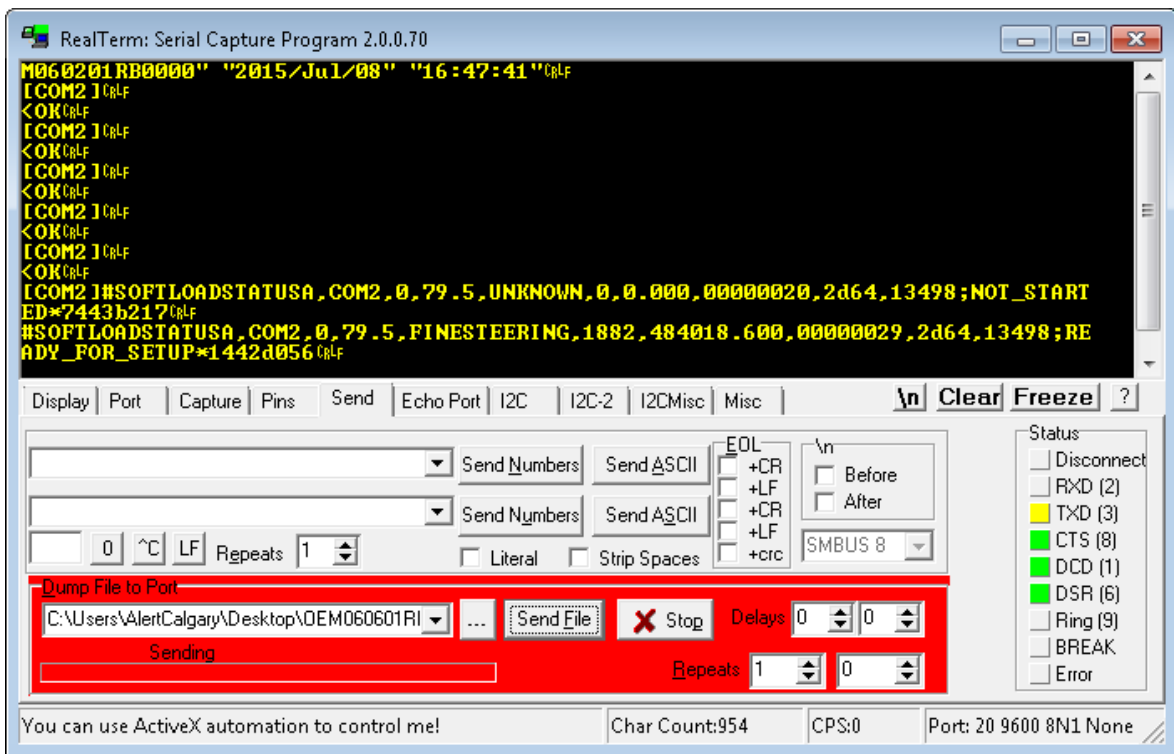 RealTerm: Serial Capture Program 2.0.0.70
M060201RB0000" "2015/Jul/08" "16:47:41"CRLF
[COM2]CRLF
<OKCRLF
[COM2]CRLF
<OKCRLF
[COM2]CRLF
<OKCRLF
[COM2]CRLF
<OKCRLF
[COM2]CRLF
<OKCRLF
[COM2]#SOFTLOADSTATUSA,COM2,0,79.5,UNKNOWN,0,0.000,00000020,2d64,13498;NOT_START
ED*7443b217CRLF
#SOFTLOADSTATUSA,COM2,0,79.5,FINESTEERING,1882,484018.600,00000029,2d64,13498;RE
ADY_FOR_SETUP*1442d056CRLF
Display Port Capture Pins Send Echo Port I2C I2C-2 I2CMisc Misc \n Clear Freeze ?
EOL \n Status
Send Numbers Send ASCII +CR Before Disconnect
+LF RXD (2)
Send Numbers Send ASCII +CR After TXD (3)
+LF CTS (8)
0 ^C LF Repeats 1 Literal Strip Spaces +crc SMBUS 8 DCD (1)
Dump File to Port DSR (6)
C:\Users\AlertCalgary\Desktop\OEM060601RI ... Send File Stop Delays 0 0 Ring (9)
Sending BREAK
Repeats 1 0 Error
You can use ActiveX automation to control me! Char Count:954 CPS:0 Port: 20 9600 8N1 None